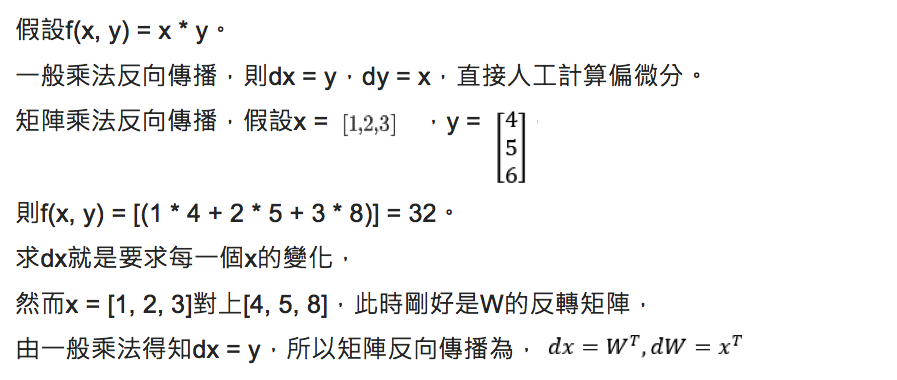 假設f(x, y) = x * y。
一般乘法反向傳播，則dx = y，dy = x，直接人工計算偏微分。
矩陣乘法反向傳播，假設x = [1,2,3] ，y = [4 5 6]
則f(x, y) = [(1 * 4 + 2 * 5 + 3 * 8)] = 32。
求dx就是要求每一個x的變化，
然而x = [1, 2, 3]對上[4, 5, 8]，此時剛好是W的反轉矩陣，
由一般乘法得知dx = y，所以矩陣反向傳播為， dx = Wᵀ, dW = xᵀ